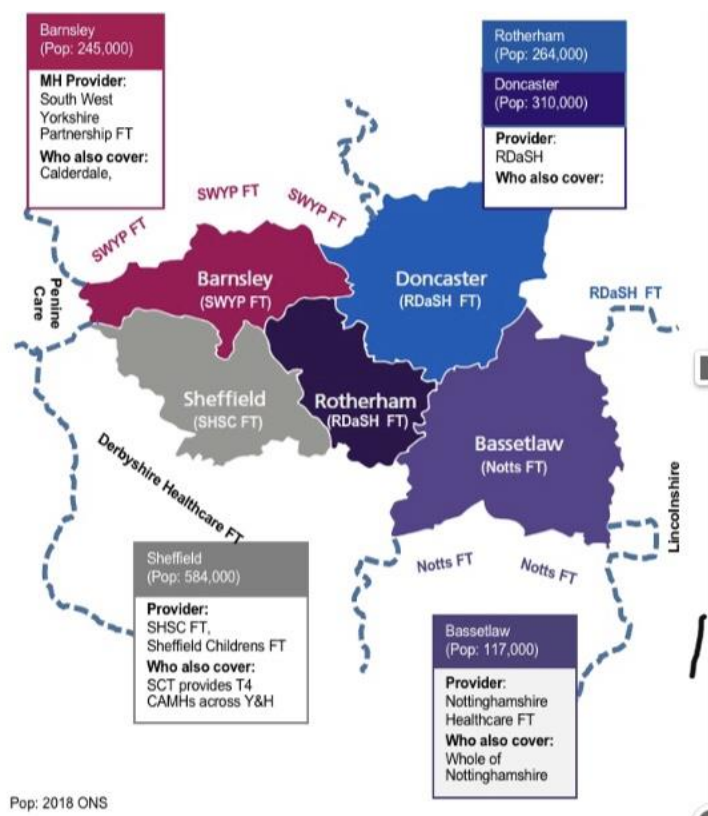 Barnsley
(Pop: 245,000)
MH Provider:
South West
Yorkshire
Partnership FT
Who also cover:
Calderdale,
Rotherham
(Pop: 264,000)
Doncaster
(Pop: 310,000)
Provider:
RDaSH
Who also cover:
SWYP FT
SWYP FT
SWYP FT
Penine
Care
Barnsley
(SWYP FT)
Doncaster
(RDaSH FT)
RDaSH FT
Sheffield
(SHSC FT)
Rotherham
(RDaSH FT)
Bassetlaw
(Notts FT)
Derbyshire Healthcare FT
Lincolnshire
Notts FT
Notts FT
Sheffield
(Pop: 584,000)
Provider:
SHSC FT,
Sheffield Childrens FT
Who also cover:
SCT provides T4
CAMHs across Y&H
Bassetlaw
(Pop: 117,000)
Provider:
Nottinghamshire
Healthcare FT
Who also cover:
Whole of
Nottinghamshire
Pop: 2018 ONS